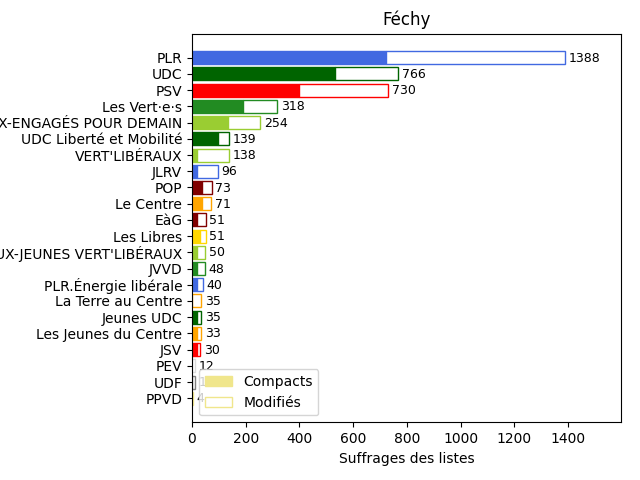 Féchy
PLR 1388
UDC 766
PSV 730
Les Vert·e·s 318
X-ENGAGÉS POUR DEMAIN 254
UDC Liberté et Mobilité 139
VERT'LIBÉRAUX 138
JLRV 96
POP 73
Le Centre 71
EàG 51
Les Libres 51
UX-JEUNES VERT'LIBÉRAUX 50
JVVD 48
PLR.Énergie libérale 40
La Terre au Centre 35
Jeunes UDC 35
Les Jeunes du Centre 33
JSV 30
PEV 12
UDF
PPVD 4
Compacts
Modifiés
0 200 400 600 800 1000 1200 1400
Suffrages des listes